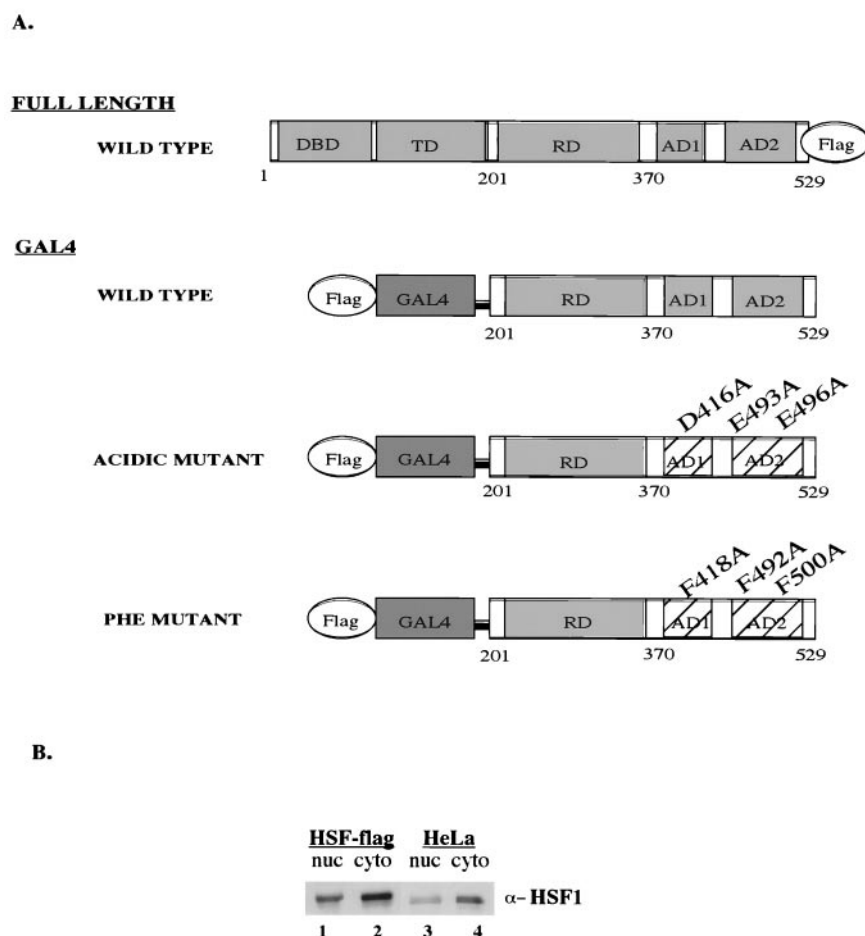 A.
FULL LENGTH
WILD TYPE
DBD TD RD AD1 AD2 Flag
1 201 370 529
GAL4
WILD TYPE
Flag GAL4 RD AD1 AD2
201 370 529
D416A E493A E496A
ACIDIC MUTANT
Flag GAL4 RD AD1 AD2
201 370 529
F418A F492A F500A
PHE MUTANT
Flag GAL4 RD AD1 AD2
201 370 529
B.
HSF-flag HeLa
nuc cyto nuc cyto
α- HSF1
1 2 3 4